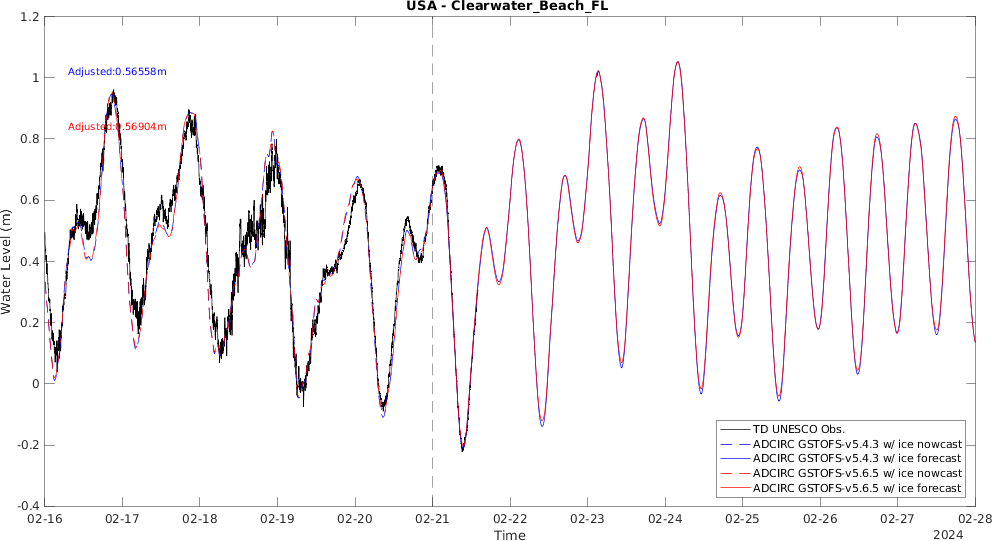 USA - Clearwater_Beach_FL
1.2
1
0.8
0.6
0.4
0.2
0
-0.2
-0.4
Water Level (m)
Adjusted:0.56558m
Adjusted:0.56904m
TD UNESCO Obs.
ADCIRC GSTOFS-v5.4.3 w/ ice nowcast
ADCIRC GSTOFS-v5.4.3 w/ ice forecast
ADCIRC GSTOFS-v5.6.5 w/ ice nowcast
ADCIRC GSTOFS-v5.6.5 w/ ice forecast
02-16 02-17 02-18 02-19 02-20 02-21 02-22 02-23 02-24 02-25 02-26 02-27 02-28
Time
2024